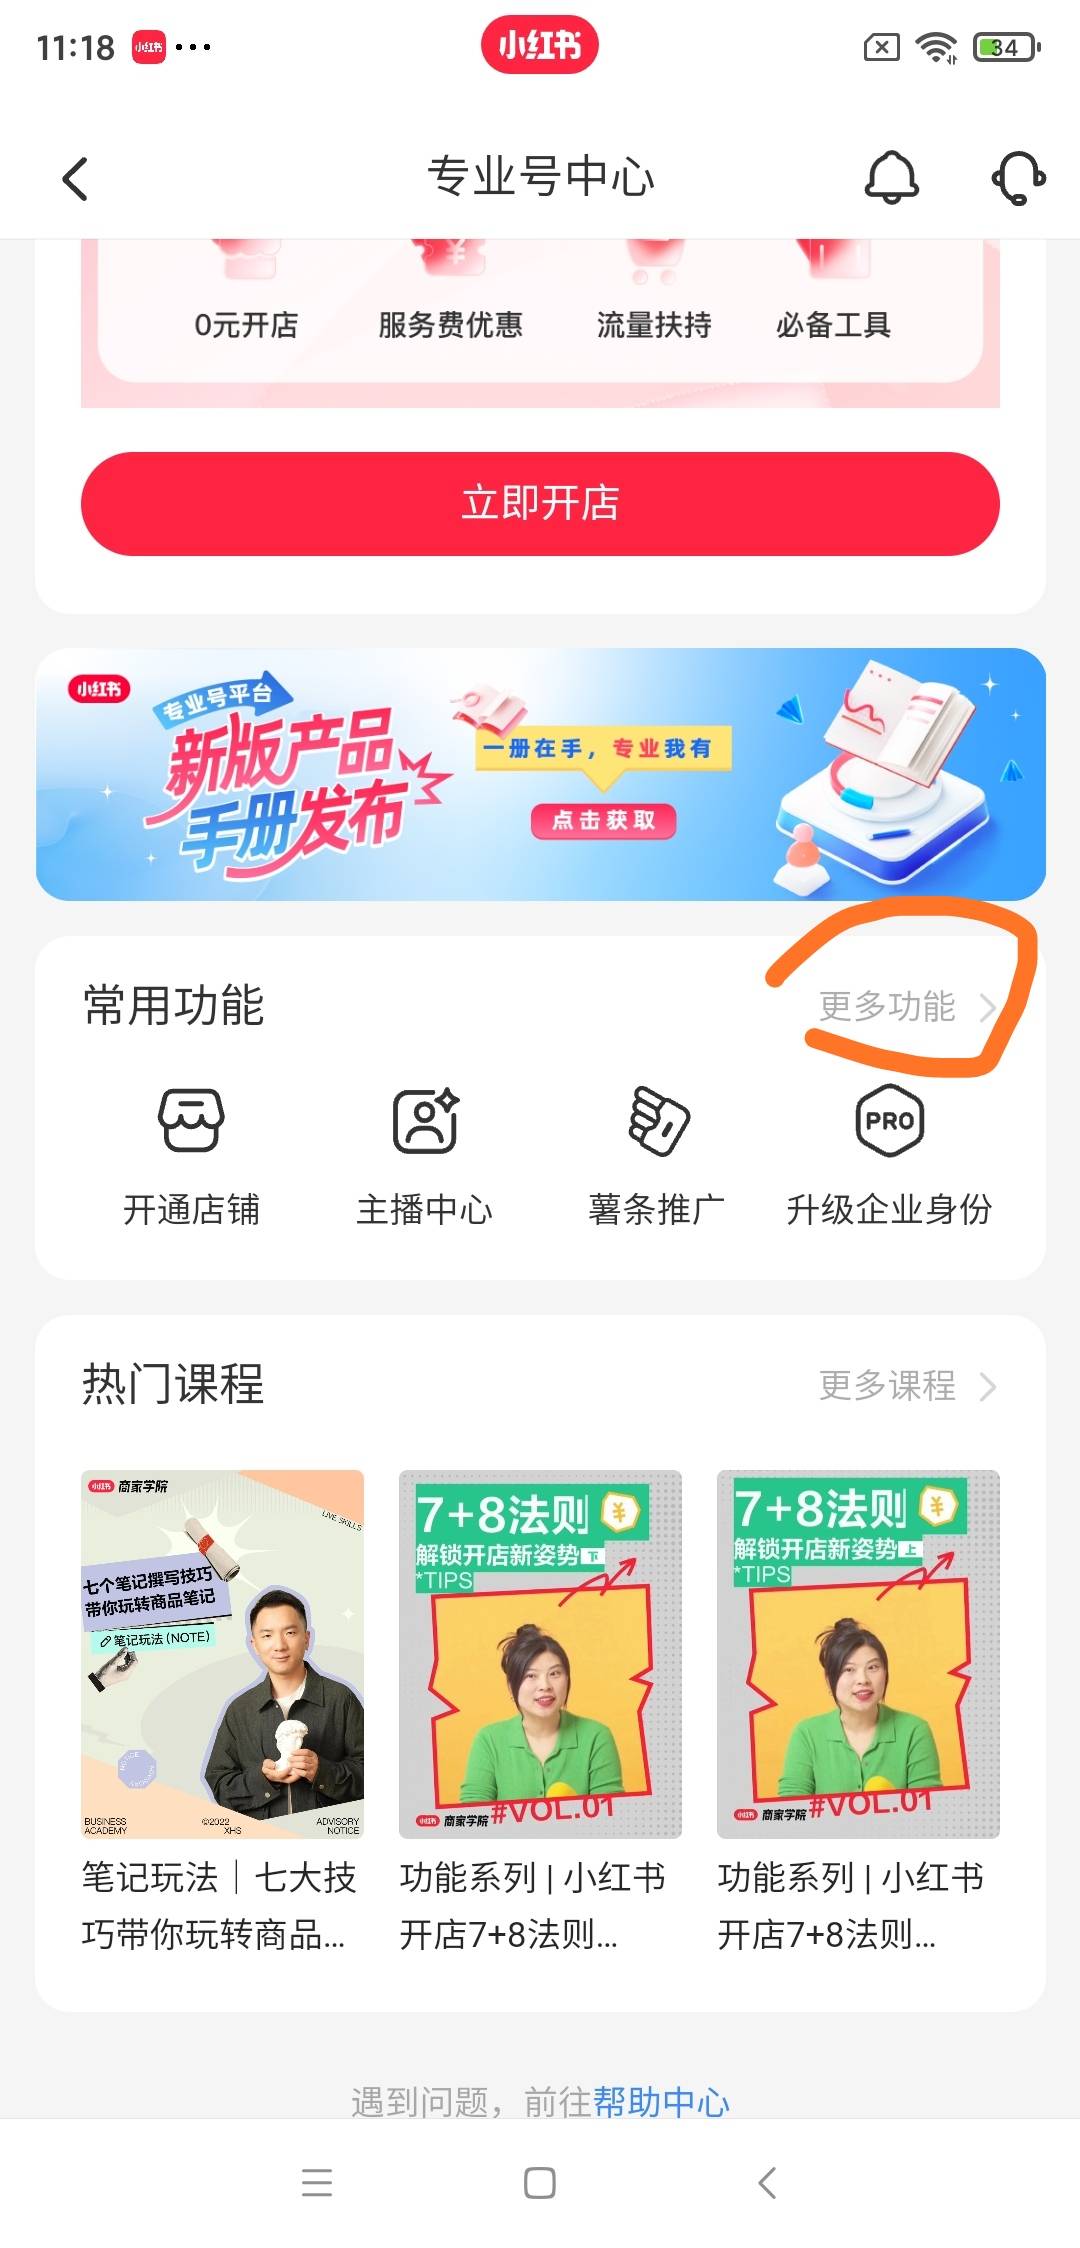 11:18 小红书 34
小红书
专业号中心
0元开店 服务费优惠 流量扶持 必备工具
立即开店
小红书
专业号平台
新版产品
手册发布
一册在手，专业我有
点击获取
常用功能 更多功能
PRO
开通店铺 主播中心 薯条推广 升级企业身份
热门课程 更多课程
小红书 商家学院
LIVE SKILLS
七个笔记撰写技巧
带你玩转商品笔记
笔记玩法 (NOTE)
BUSINESS
ACADEMY
©2022
XHS
ADVISORY
NOTICE
7+8法则
解锁开店新姿势 下
*TIPS
小红书 商家学院 #VOL.01
7+8法则
解锁开店新姿势 上
*TIPS
小红书 商家学院 #VOL.01
笔记玩法｜七大技
巧带你玩转商品...
功能系列 | 小红书
开店7+8法则...
功能系列 | 小红书
开店7+8法则...
遇到问题，前往帮助中心